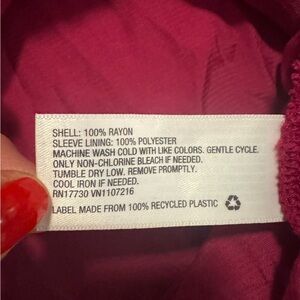 SHELL: 100% RAYON
SLEEVE LINING: 100% POLYESTER
MACHINE WASH COLD WITH LIKE COLORS. GENTLE CYCLE.
ONLY NON-CHLORINE BLEACH IF NEEDED.
TUMBLE DRY LOW. REMOVE PROMPTLY.
COOL IRON IF NEEDED.
RN17730 VN1107216
LABEL MADE FROM 100% RECYCLED PLASTIC